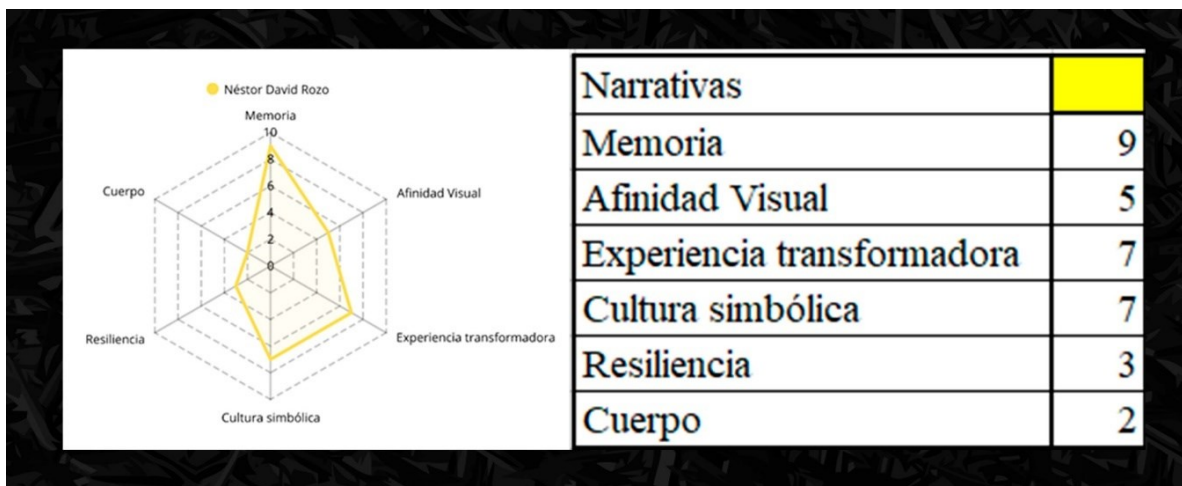 Néstor David Rozo
Memoria
10
8
6
4
2
0
Cuerpo
Afinidad Visual
Resiliencia
Experiencia transformadora
Cultura simbólica
Narrativas
Memoria 9
Afinidad Visual 5
Experiencia transformadora 7
Cultura simbólica 7
Resiliencia 3
Cuerpo 2